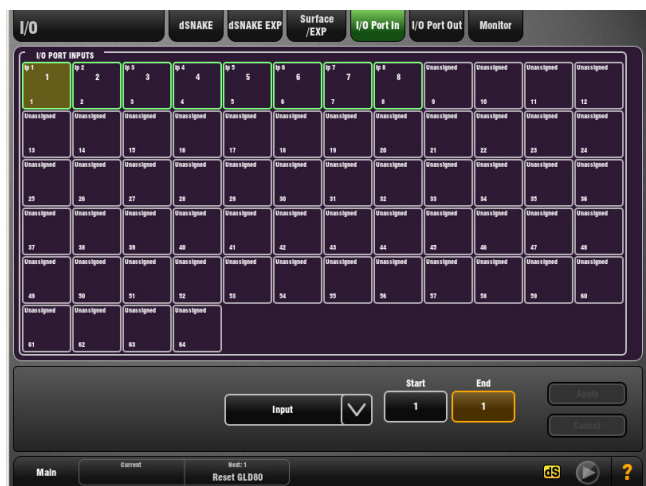 I/O
dSNAKE
dSNAKE EXP
Surface
/EXP
I/O Port In
I/O Port Out
Monitor
I/O PORT INPUTS
Ip 1 Ip 2 Ip 3 Ip 4 Ip 5 Ip 6 Ip 7 Ip 8 Unassigned Unassigned Unassigned Unassigned
1 2 3 4 5 6 7 8
1 2 3 4 5 6 7 8 9 10 11 12
Unassigned Unassigned Unassigned Unassigned Unassigned Unassigned Unassigned Unassigned Unassigned Unassigned Unassigned Unassigned
13 14 15 16 17 18 19 20 21 22 23 24
Unassigned Unassigned Unassigned Unassigned Unassigned Unassigned Unassigned Unassigned Unassigned Unassigned Unassigned Unassigned
25 26 27 28 29 30 31 32 33 34 35 36
Unassigned Unassigned Unassigned Unassigned Unassigned Unassigned Unassigned Unassigned Unassigned Unassigned Unassigned Unassigned
37 38 39 40 41 42 43 44 45 46 47 48
Unassigned Unassigned Unassigned Unassigned Unassigned Unassigned Unassigned Unassigned Unassigned Unassigned Unassigned Unassigned
49 50 51 52 53 54 55 56 57 58 59 60
Unassigned Unassigned Unassigned Unassigned
61 62 63 64
Start End
Input 1 1
Apply
Cancel
Main
Current
Next: 1
Reset GLD80
dS
?